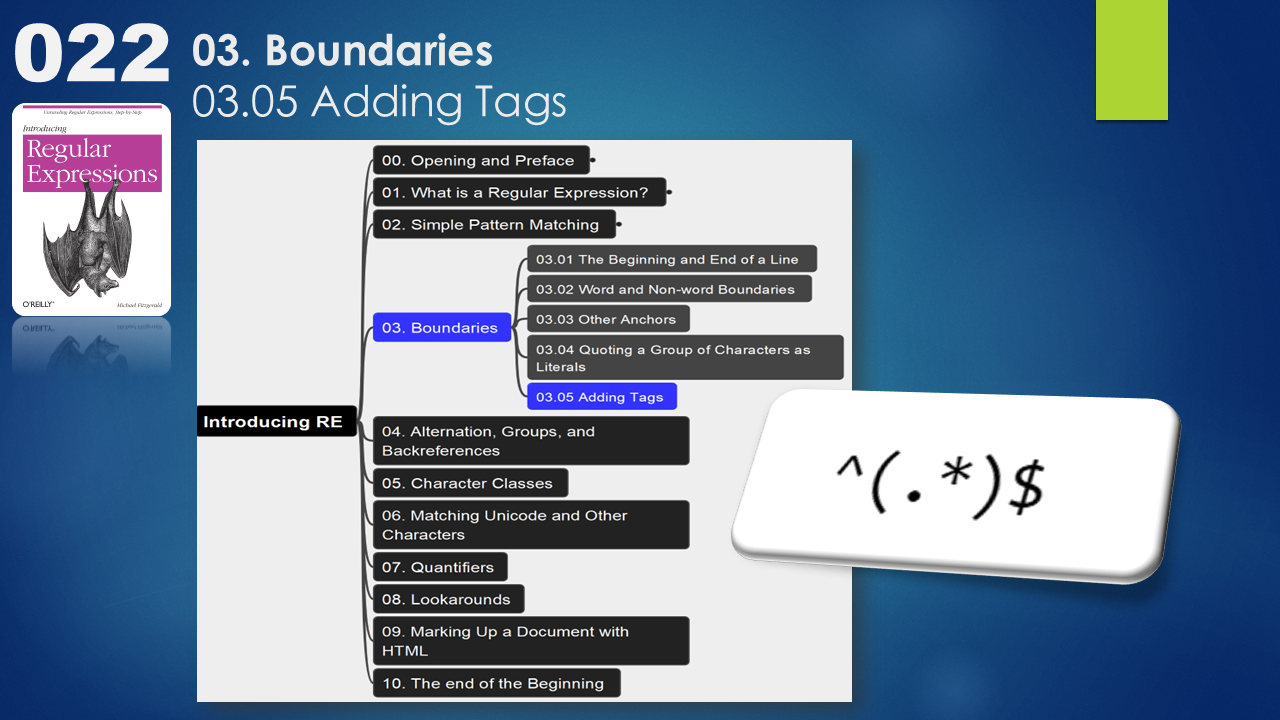 022
03. Boundaries
03.05 Adding Tags
Unraveling Regular Expressions, Step-by-Step
Introducing
Regular
Expressions
O'REILLY
Michael Fitzgerald
00. Opening and Preface
01. What is a Regular Expression?
02. Simple Pattern Matching
03.01 The Beginning and End of a Line
03.02 Word and Non-word Boundaries
03.03 Other Anchors
03. Boundaries
03.04 Quoting a Group of Characters as
Literals
03.05 Adding Tags
Introducing RE
04. Alternation, Groups, and
Backreferences
05. Character Classes
06. Matching Unicode and Other
Characters
07. Quantifiers
08. Lookarounds
09. Marking Up a Document with
HTML
10. The end of the Beginning
^(.*)$